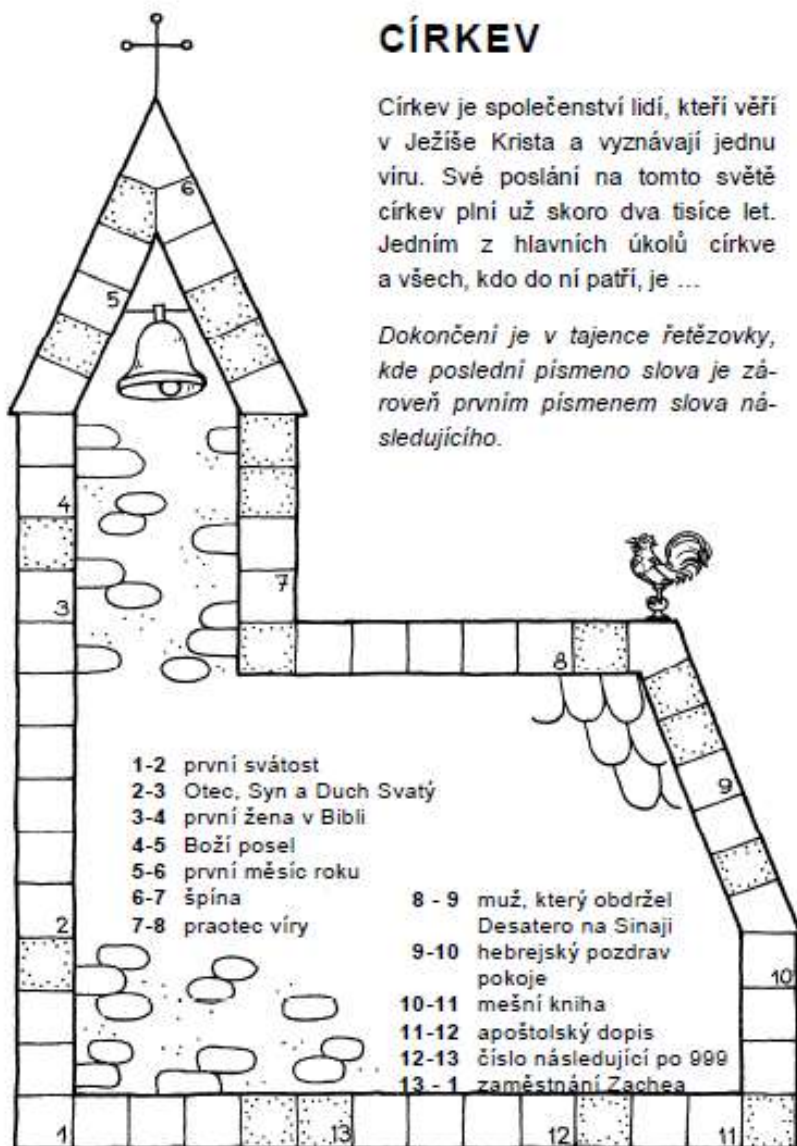 CÍRKEV
Církev je společenství lidí, kteří věří
v Ježíše Krista a vyznávají jednu
víru. Své poslání na tomto světě
církev plní už skoro dva tisíce let.
Jedním z hlavních úkolů církve
a všech, kdo do ní patří, je ...
Dokončení je v tajence řetězovky,
kde poslední písmeno slova je zá-
roveň prvním písmenem slova ná-
sledujícího.
6
5
4
7
3
8
9
1-2 první svátost
2-3 Otec, Syn a Duch Svatý
3-4 první žena v Bibli
4-5 Boží posel
5-6 první měsíc roku
6-7 špína
7-8 praotec víry
8 - 9 muž, který obdržel
Desatero na Sinaji
9-10 hebrejský pozdrav
pokoje
10-11 mešní kniha
11-12 apoštolský dopis
12-13 číslo následující po 999
13 - 1 zaměstnání Zachea
2
10
1
13
12
11